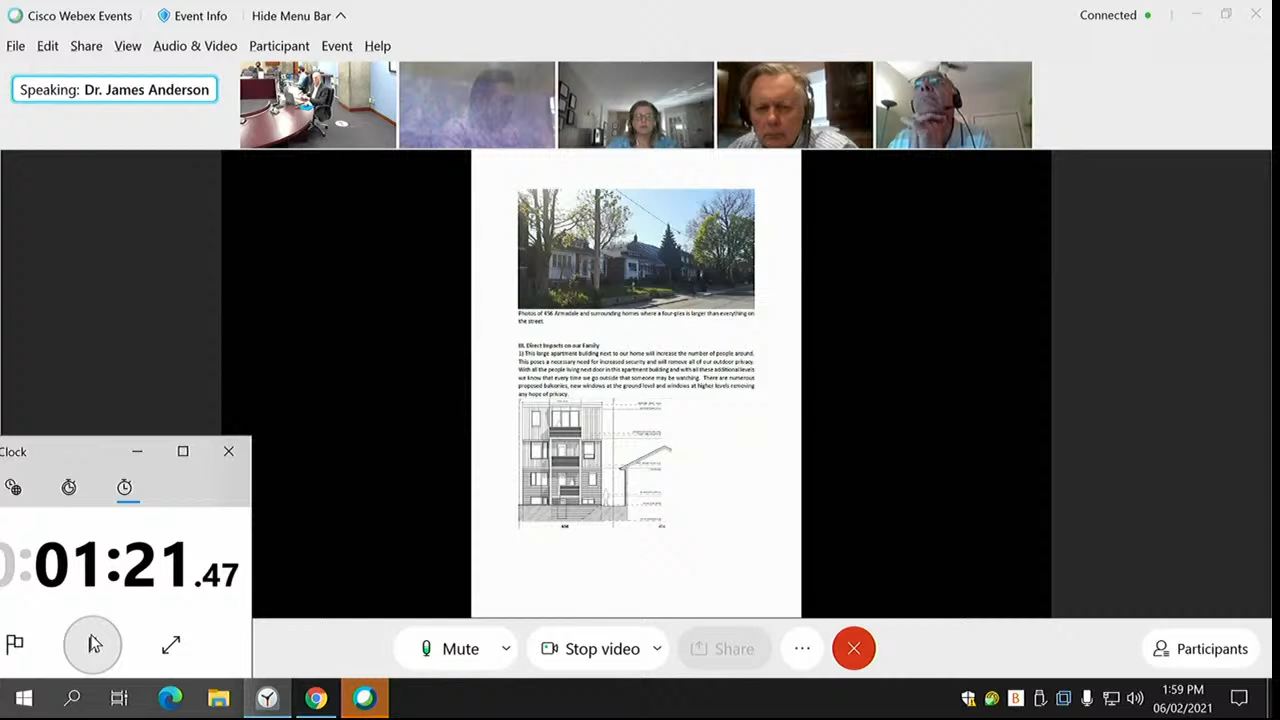 Cisco Webex Events
Event Info
Hide Menu Bar
Connected
File Edit Share View Audio & Video Participant Event Help
Speaking: Dr. James Anderson
Photos of 456 Armadale and surrounding homes where a four-plex is larger than everything on
the street.
III. Direct Impacts on our Family
1) This large apartment building next to our home will increase the number of people around.
This poses a necessary need for increased security and will remove all of our outdoor privacy.
With all the people living next door in this apartment building and with all these additional levels
we know that every time we go outside that someone may be watching. There are numerous
proposed balconies, new windows at the ground level and windows at higher levels removing
any hope of privacy.
Clock
0:01:21.47
Mute
Stop video
Share
Participants
1:59 PM
06/02/2021